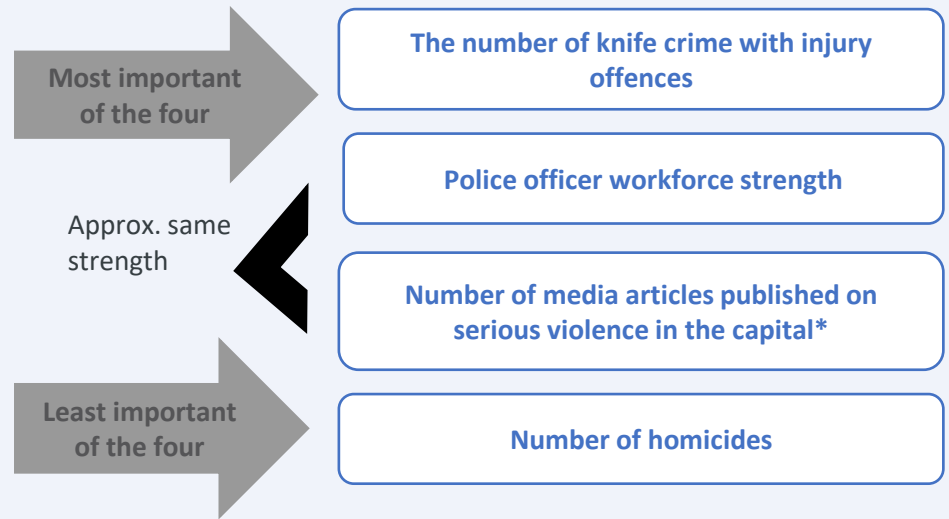 Most important
of the four
The number of knife crime with injury
offences
Police officer workforce strength
Approx. same
strength
Number of media articles published on
serious violence in the capital*
Least important
of the four
Number of homicides